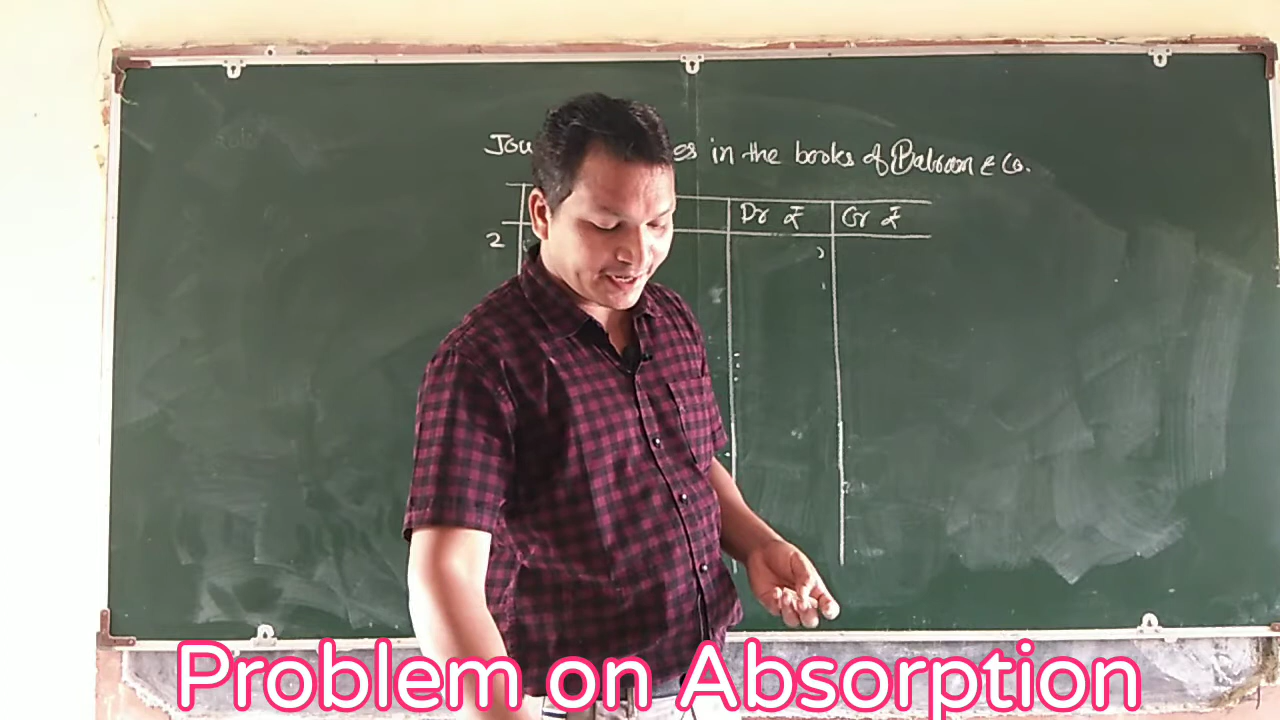 Jou es in the books of Balram & Co.
Dr ₹ Cr ₹
2
Problem on Absorption